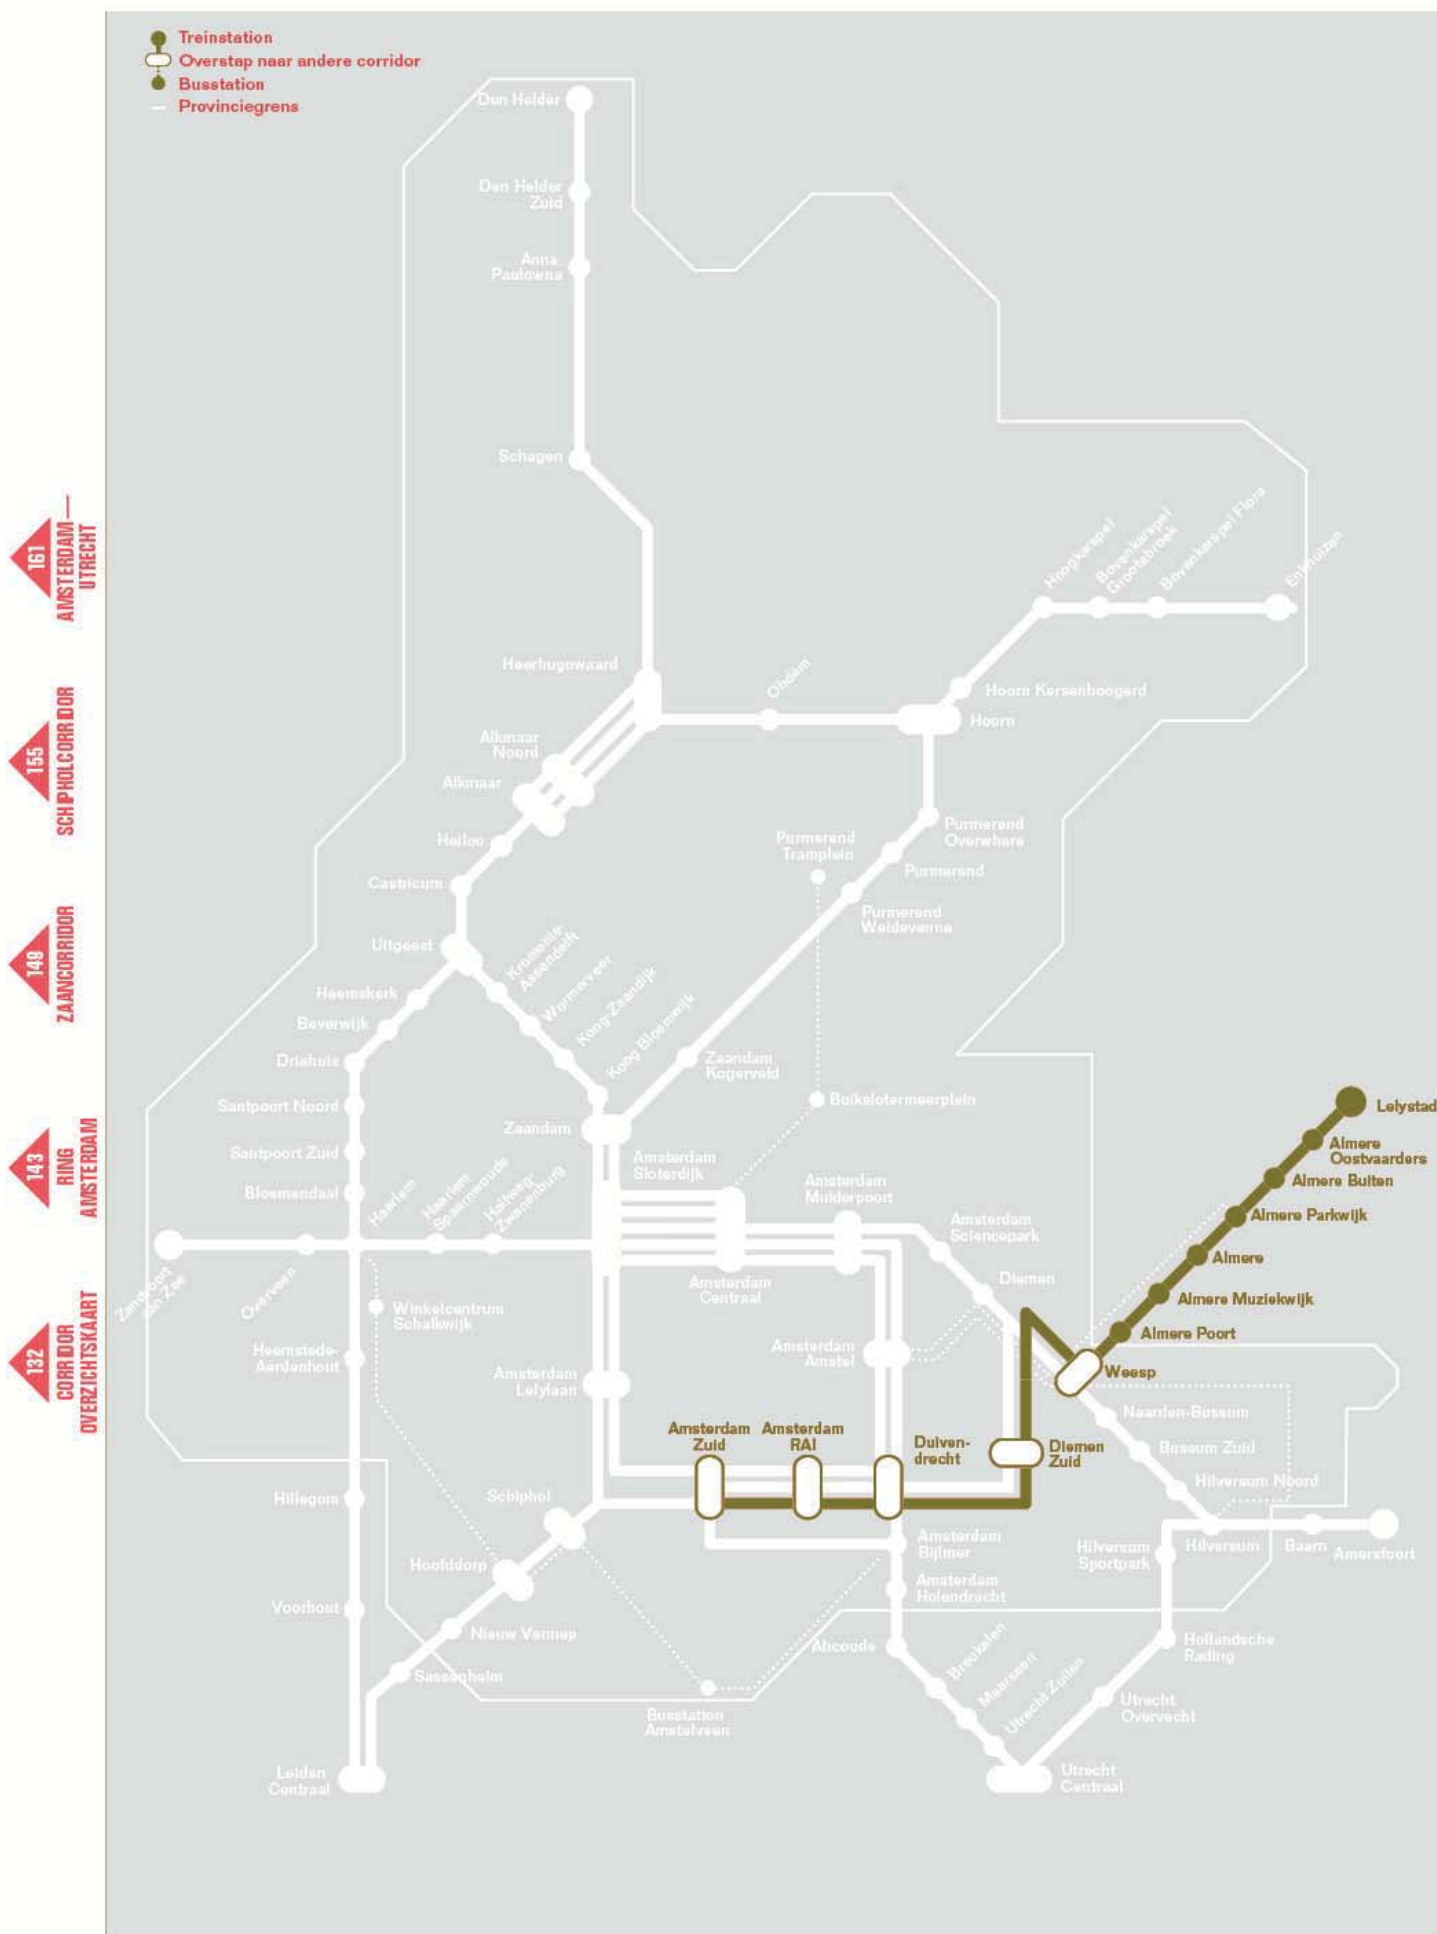 Treinstation
Overstap naar andere corridor
Busstation
Provinciegrens
161
AMSTERDAM —
UTRECHT
155
SCHIPHOLCORRIDOR
149
ZAANCORRIDOR
143
RING
AMSTERDAM
132
CORRIDOR
OVERZICHTSKAART
Den Helder
Den Helder
Zuid
Anna
Paulowna
Schagen
Hoogkarspel
Bovenkarspel
Grootebroek
Bovenkarspel Flora
Enkhuizen
Heerhugowaard
Obdam
Hoorn Kersenboogerd
Hoorn
Alkmaar
Noord
Alkmaar
Heiloo
Castricum
Uitgeest
Purmerend
Overwhere
Purmerend
Tramplein
Purmerend
Purmerend
Weidevenne
Krommenie-
Assendelft
Wormerveer
Koog-Zaandijk
Koog Bloemwijk
Heemskerk
Beverwijk
Driehuis
Santpoort Noord
Santpoort Zuid
Bloemendaal
Zaandam
Kogerveld
Buikslotermeerplein
Zaandam
Amsterdam
Sloterdijk
Amsterdam
Muiderpoort
Amsterdam
Sciencepark
Diemen
Haarlem
Haarlem
Spaarnwoude
Halfweg-
Zwanenburg
Zandvoort
aan Zee
Overveen
Winkelcentrum
Schalkwijk
Amsterdam
Centraal
Heemstede-
Aardenhout
Amsterdam
Lelylaan
Amsterdam
Amstel
Lelystad
Almere
Oostvaarders
Almere Buiten
Almere Parkwijk
Almere
Almere Muziekwijk
Almere Poort
Weesp
Naarden-Bussum
Bussum Zuid
Hilversum Noord
Amsterdam
Zuid
Amsterdam
RAI
Duiven-
drecht
Diemen
Zuid
Hillegom
Schiphol
Hoofddorp
Voorhout
Nieuw Vennep
Sassenheim
Amsterdam
Bijlmer
Amsterdam
Holendrecht
Abcoude
Breukelen
Maarssen
Utrecht Zuilen
Hilversum
Sportpark
Hilversum
Baarn
Amersfoort
Hollandsche
Rading
Utrecht
Overvecht
Busstation
Amstelveen
Leiden
Centraal
Utrecht
Centraal